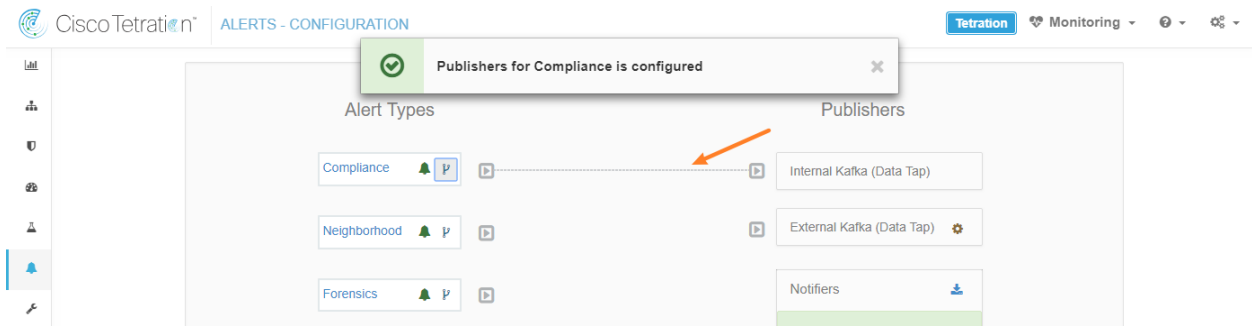 Cisco Tetration™
ALERTS - CONFIGURATION
Tetration
Monitoring
Publishers for Compliance is configured
Alert Types
Publishers
Compliance
Internal Kafka (Data Tap)
Neighborhood
External Kafka (Data Tap)
Forensics
Notifiers